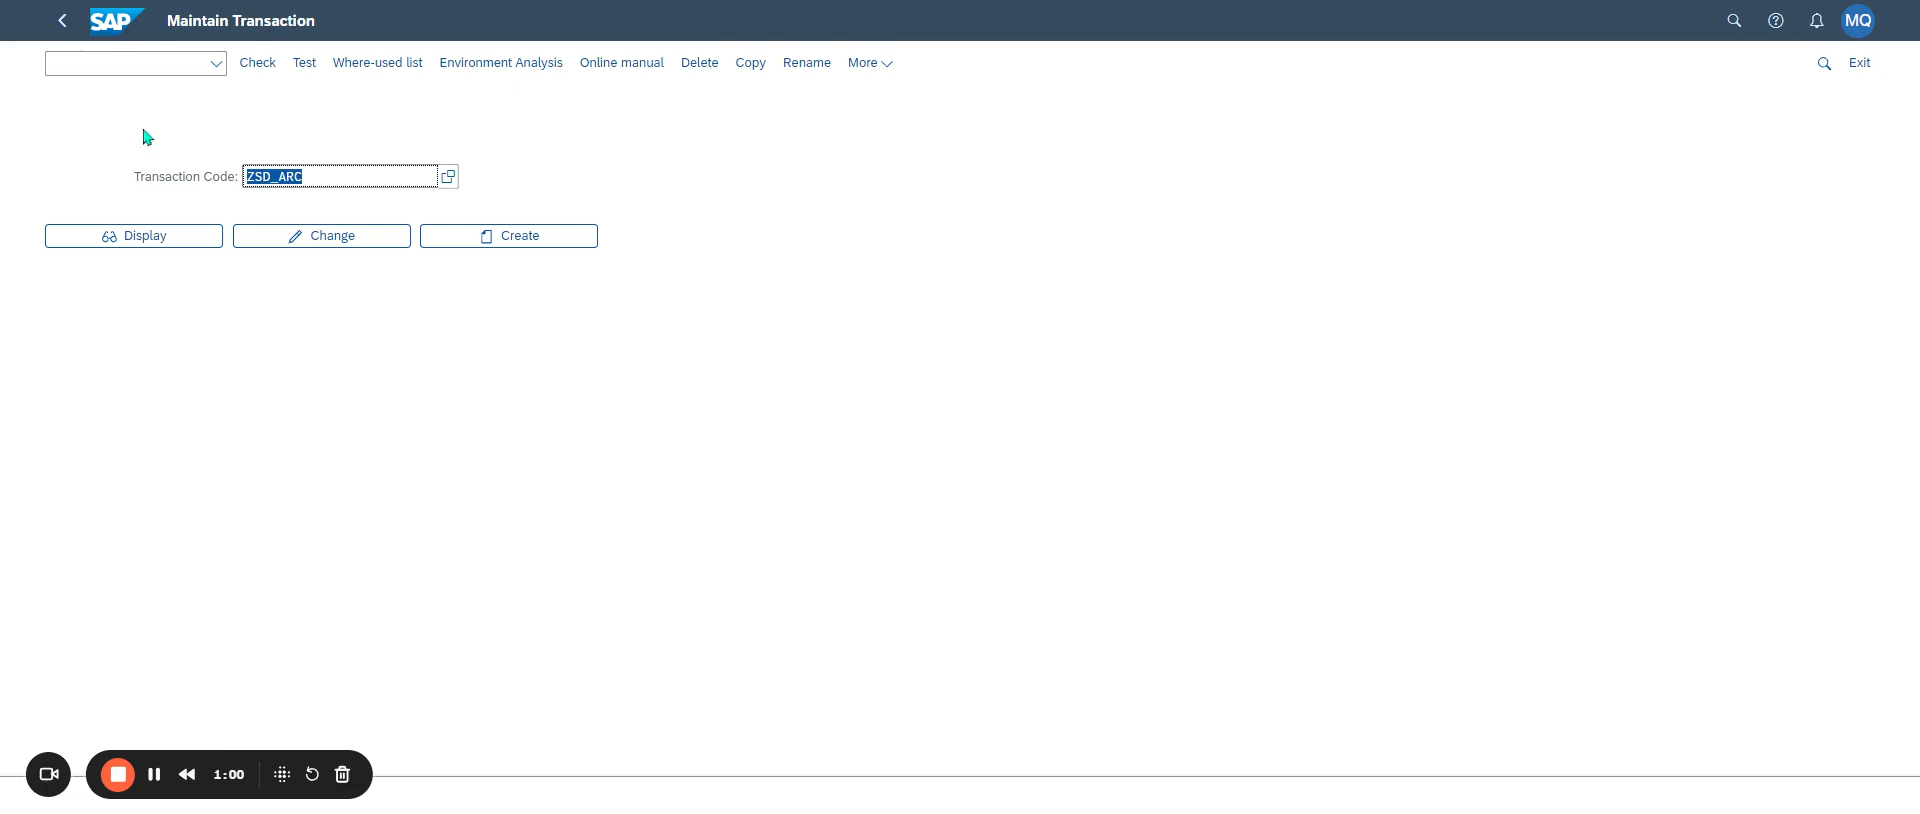 SAP Maintain Transaction MQ
Check Test Where-used list Environment Analysis Online manual Delete Copy Rename More Exit
Transaction Code: ZSD_ARC
Display Change Create
1:00